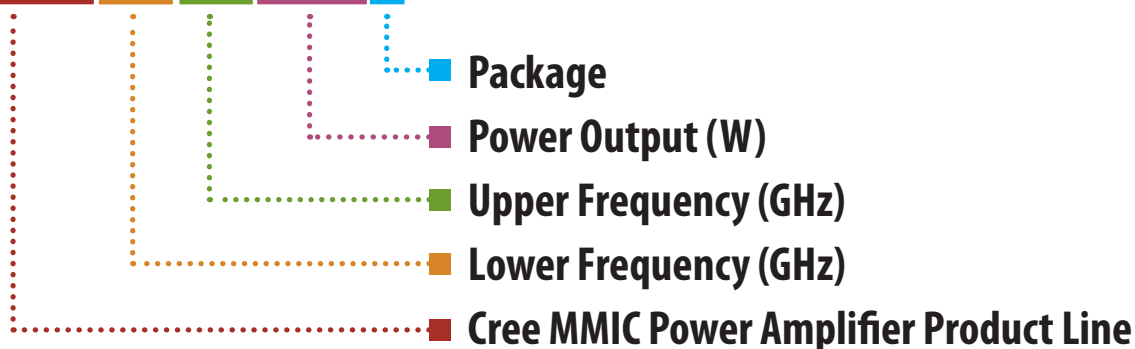 Package
Power Output (W)
Upper Frequency (GHz)
Lower Frequency (GHz)
Cree MMIC Power Amplifier Product Line